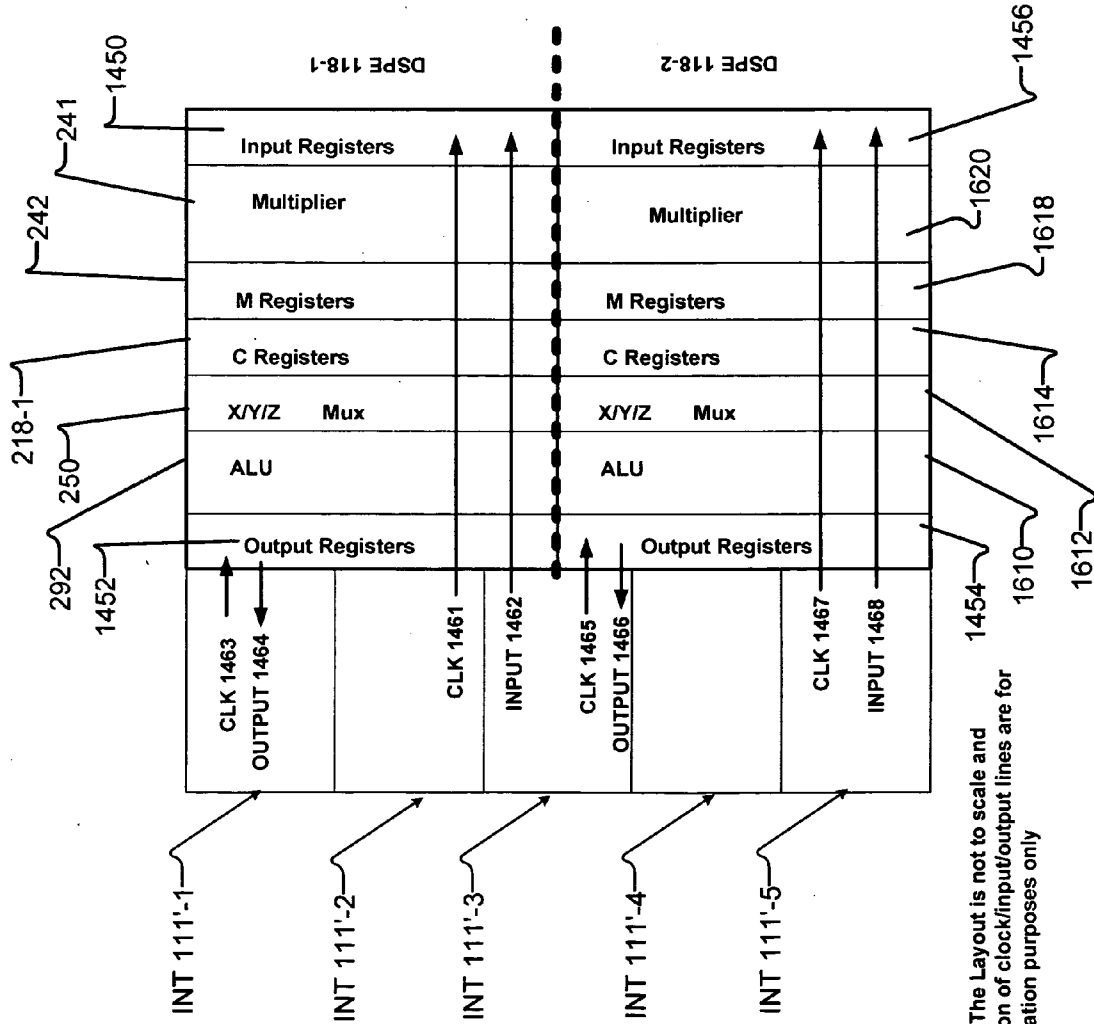 241
1450
242
218-1
250
292
1452
DSPE 118-1
Input Registers
Multiplier
M Registers
C Registers
X/Y/Z Mux
ALU
Output Registers
CLK 1463
OUTPUT 1464
CLK 1461
INPUT 1462
DSPE 118-2
Input Registers
Multiplier
M Registers
C Registers
X/Y/Z Mux
ALU
Output Registers
CLK 1465
OUTPUT 1466
CLK 1467
INPUT 1468
1456
1620
1618
1614
1612
1610
1454
INT 111'-1
INT 111'-2
INT 111'-3
INT 111'-4
INT 111'-5
The Layout is not to scale and
on of clock/input/output lines are for
ation purposes only